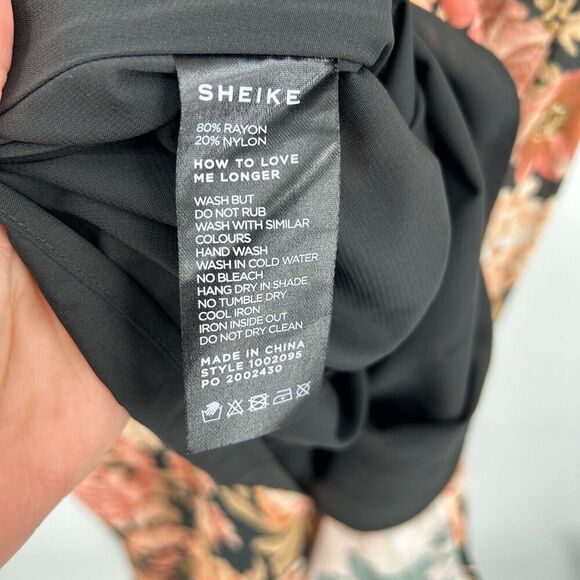 SHEIKE
80% RAYON
20% NYLON
HOW TO LOVE
ME LONGER
WASH BUT
DO NOT RUB
WASH WITH SIMILAR
COLOURS
HAND WASH
WASH IN COLD WATER
NO BLEACH
HANG DRY IN SHADE
NO TUMBLE DRY
COOL IRON
IRON INSIDE OUT
DO NOT DRY CLEAN
MADE IN CHINA
STYLE 1002095
PO 2002430